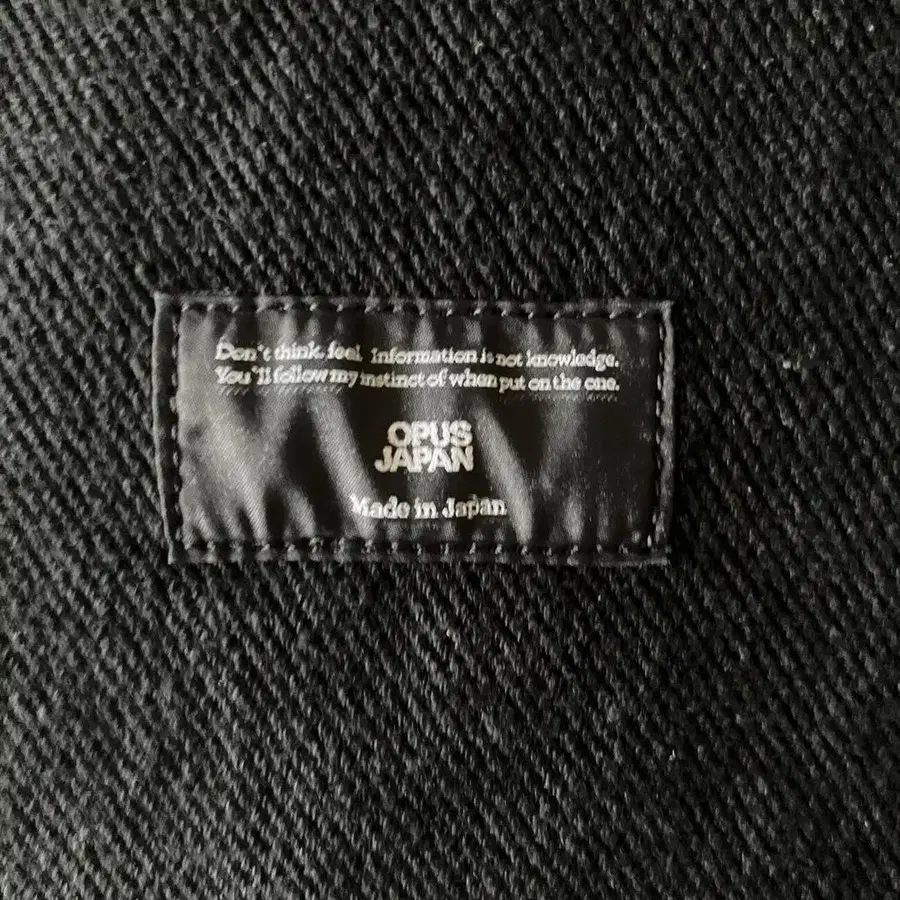 Don't think. feel. Information is not knowledge.
You'll follow my instinct of when put on the one.
OPUS
JAPAN
Made in Japan